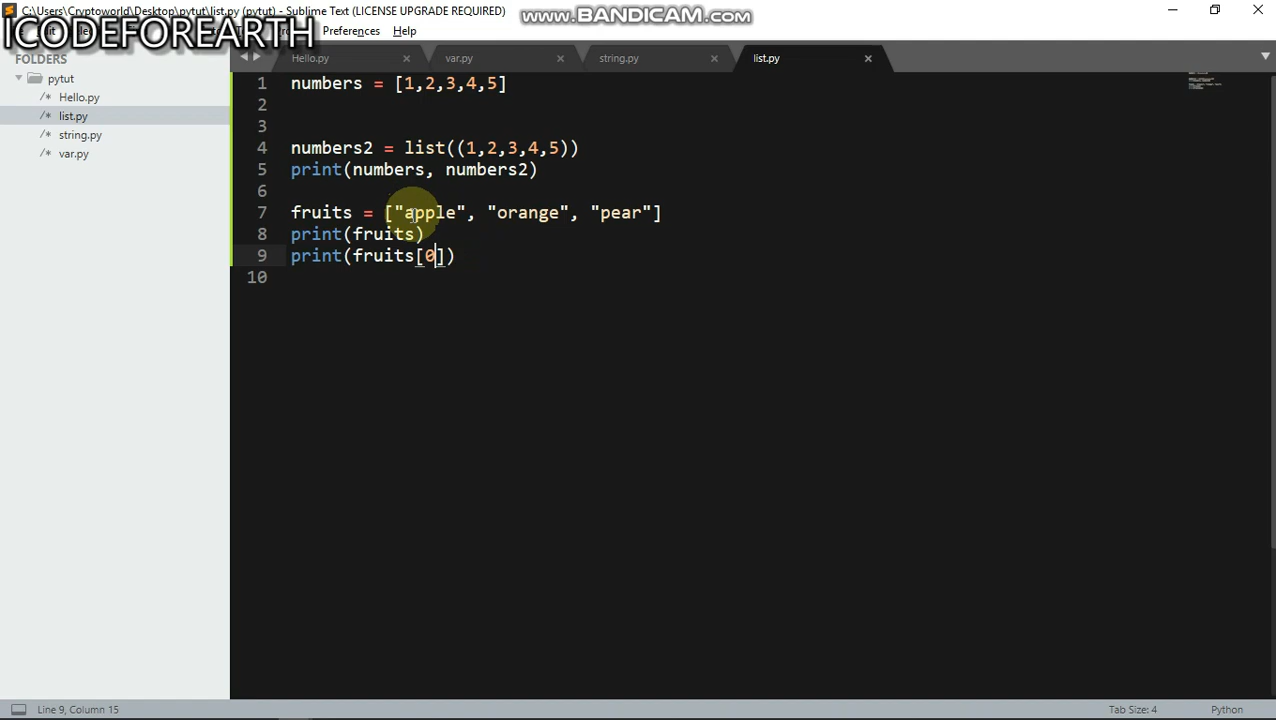 C:\Users\Cryptoworld\Desktop\pytut\list.py (pytut) - Sublime Text (LICENSE UPGRADE REQUIRED)
www.BANDICAM.com
ICODEFOREARTH
Preferences Help
FOLDERS
pytut
/* Hello.py
/* list.py
/* string.py
/* var.py
Hello.py var.py string.py list.py
1 numbers = [1,2,3,4,5]
2
3
4 numbers2 = list((1,2,3,4,5))
5 print(numbers, numbers2)
6
7 fruits = ["apple", "orange", "pear"]
8 print(fruits)
9 print(fruits[0])
10
Line 9, Column 15
Tab Size: 4
Python